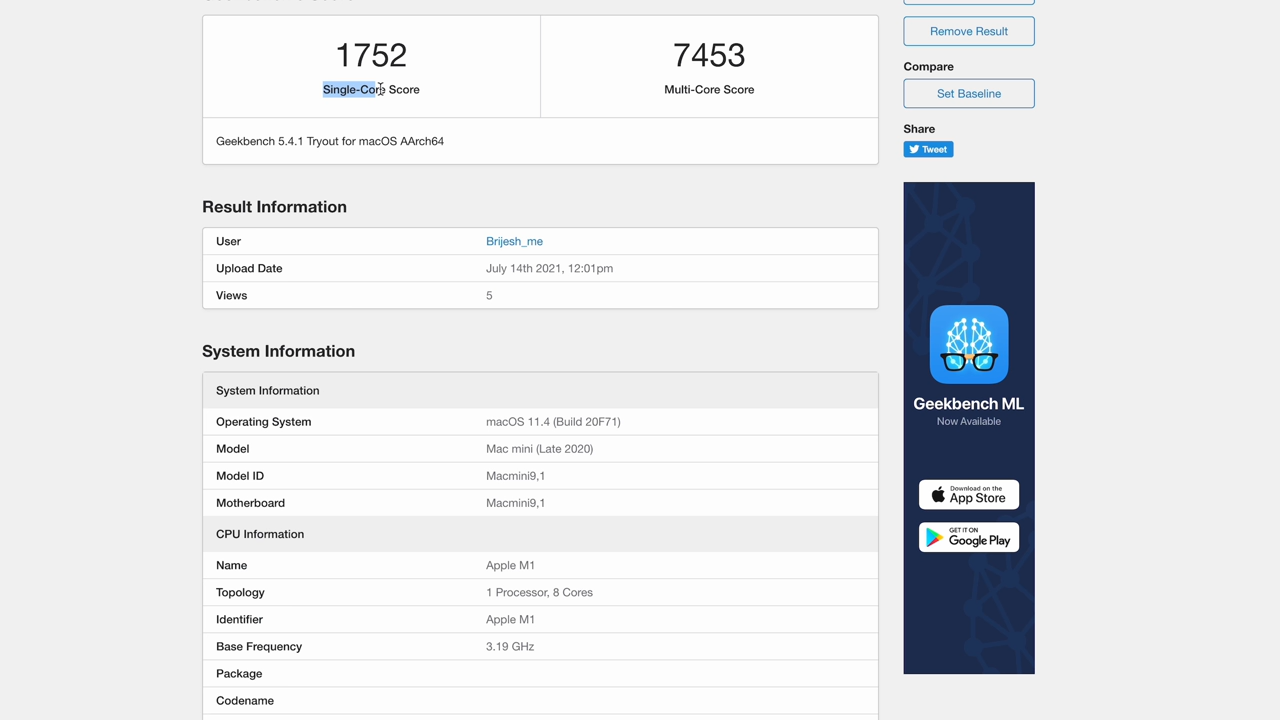 Remove Result
1752
7453
Compare
Single-Core Score
Multi-Core Score
Set Baseline
Share
Geekbench 5.4.1 Tryout for macOS AArch64
Tweet
Result Information
User Brijesh_me
Upload Date July 14th 2021, 12:01pm
Views 5
System Information
System Information
Geekbench ML
Now Available
Operating System macOS 11.4 (Build 20F71)
Model Mac mini (Late 2020)
Model ID Macmini9,1
Motherboard Macmini9,1
Download on the
App Store
CPU Information
GET IT ON
Google Play
Name Apple M1
Topology 1 Processor, 8 Cores
Identifier Apple M1
Base Frequency 3.19 GHz
Package
Codename